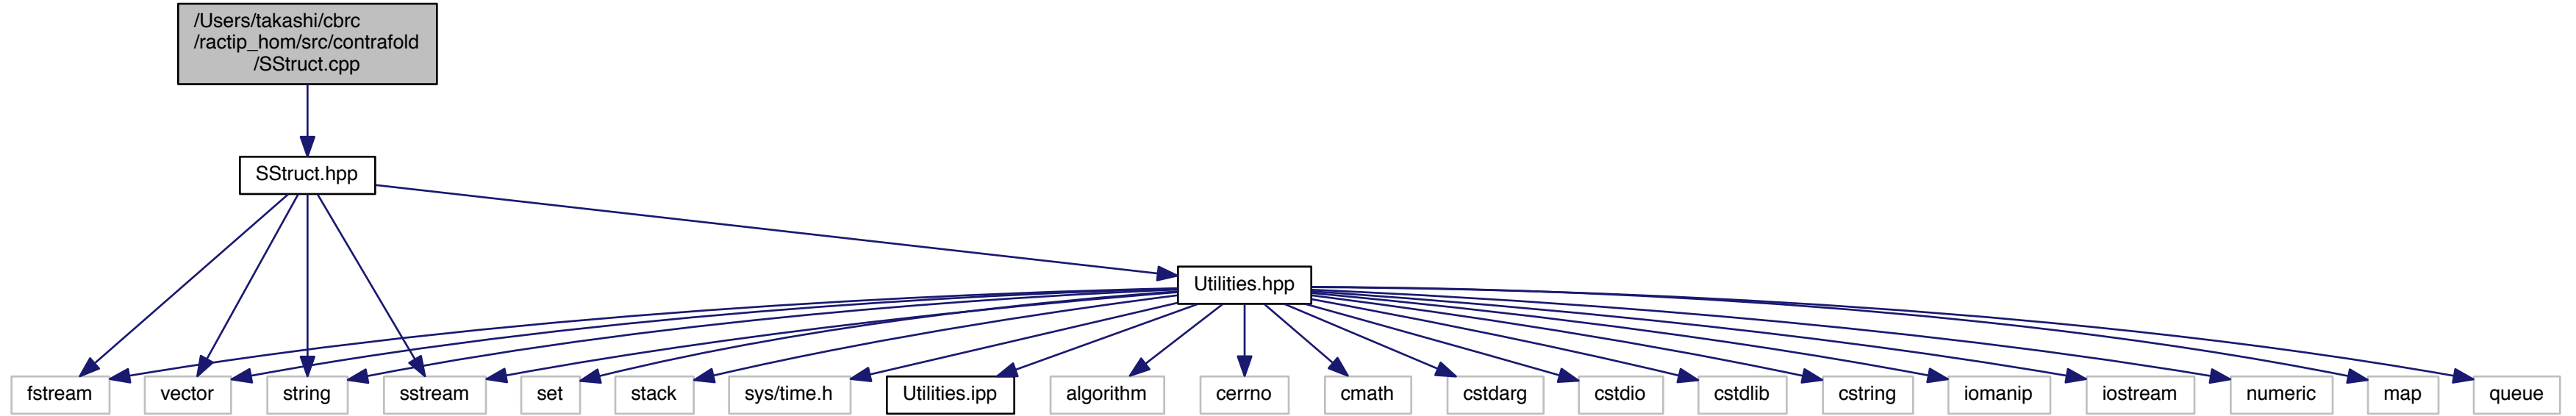 /Users/takashi/cbrc
/ractip_hom/src/contrafold
/SStruct.cpp
SStruct.hpp
Utilities.hpp
fstream
vector
string
sstream
set
stack
sys/time.h
Utilities.ipp
algorithm
cerrno
cmath
cstdarg
cstdio
cstdlib
cstring
iomanip
iostream
numeric
map
queue